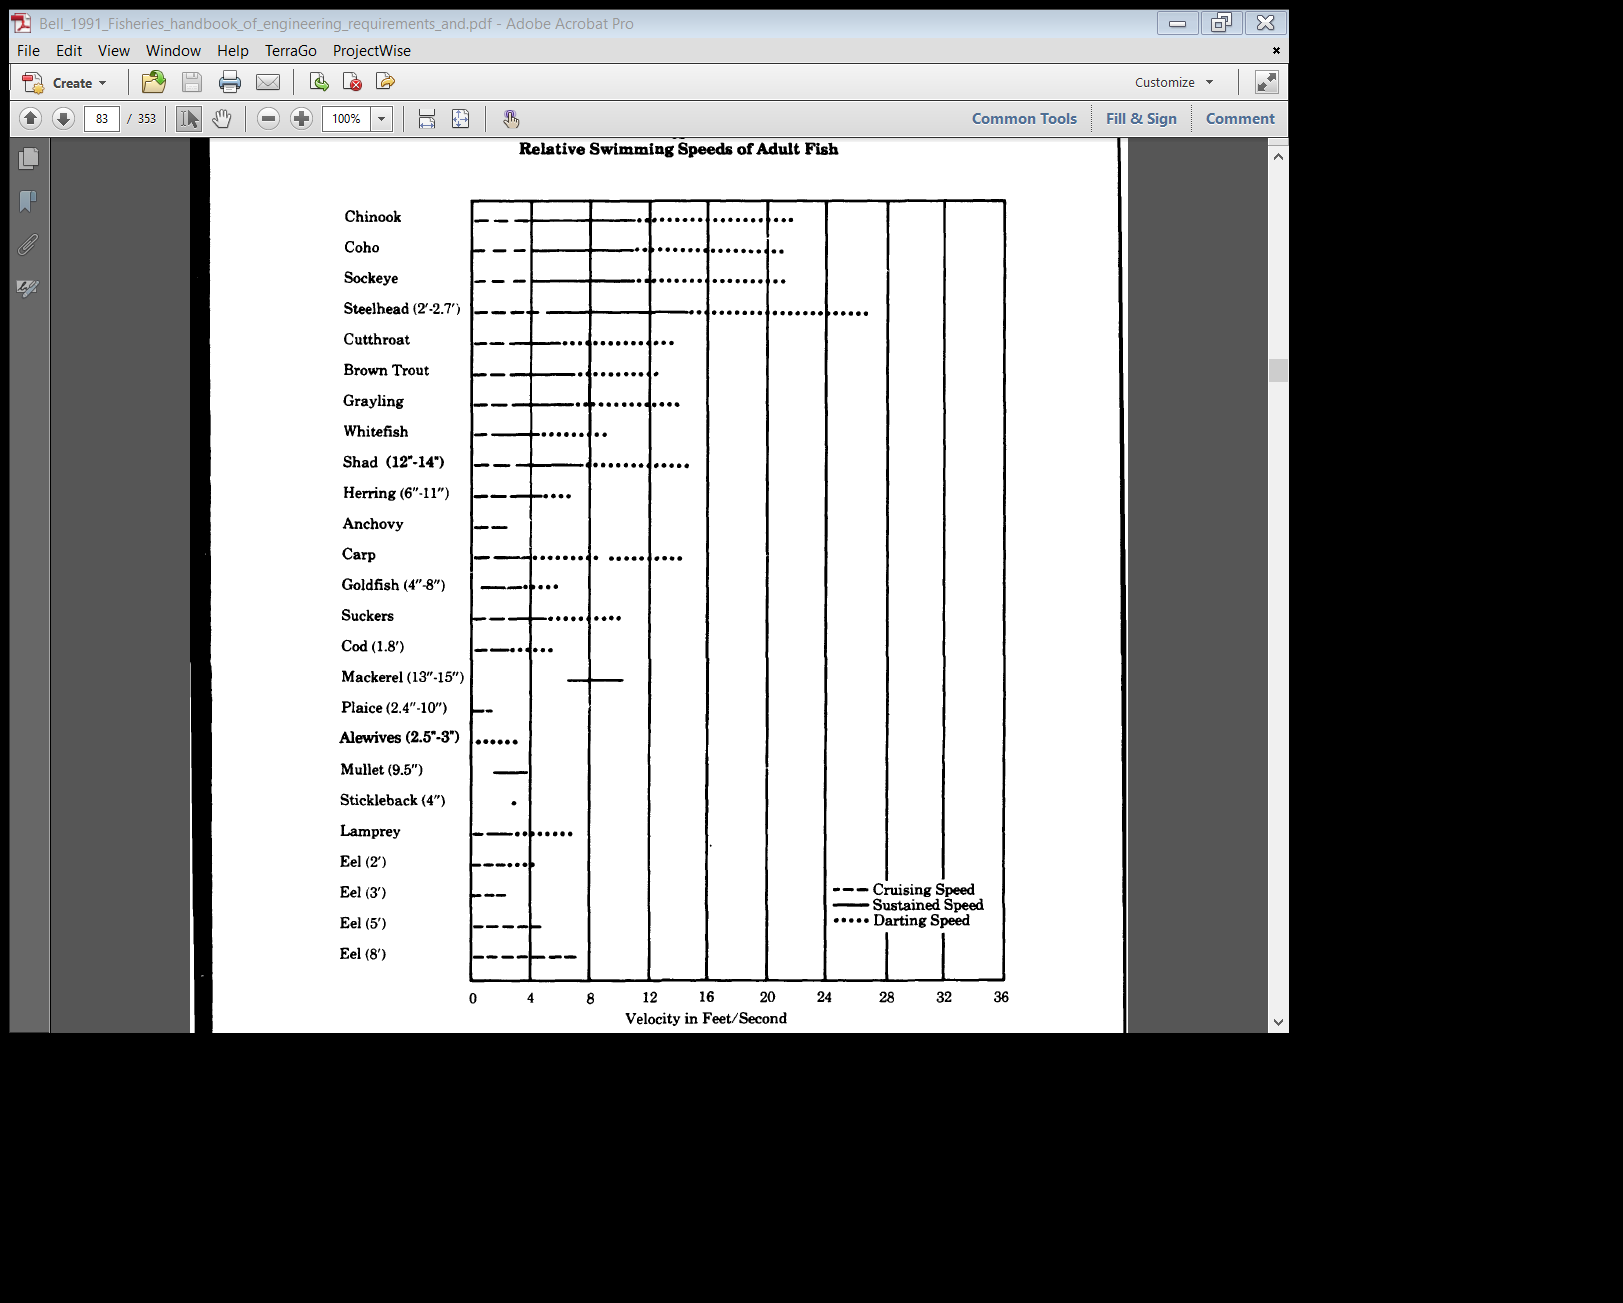 Bell_1991_Fisheries_handbook_of_engineering_requirements_and.pdf - Adobe Acrobat Pro
File Edit View Window Help TerraGo ProjectWise
Create Customize
83 / 353 100% Common Tools Fill & Sign Comment
Relative Swimming Speeds of Adult Fish
Chinook
Coho
Sockeye
Steelhead (2'-2.7')
Cutthroat
Brown Trout
Grayling
Whitefish
Shad (12"-14")
Herring (6"-11")
Anchovy
Carp
Goldfish (4"-8")
Suckers
Cod (1.8')
Mackerel (13"-15")
Plaice (2.4"-10")
Alewives (2.5"-3")
Mullet (9.5")
Stickleback (4")
Lamprey
Eel (2')
Eel (3')
Eel (5')
Eel (8')
Cruising Speed
Sustained Speed
Darting Speed
0 4 8 12 16 20 24 28 32 36
Velocity in Feet/Second